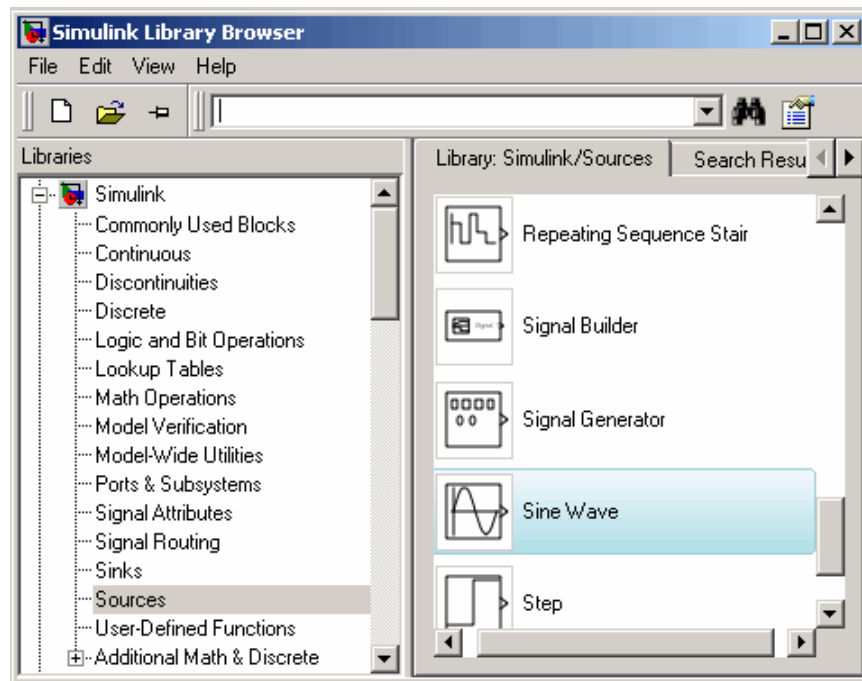 Simulink Library Browser
File Edit View Help
Libraries
Simulink
Commonly Used Blocks
Continuous
Discontinuities
Discrete
Logic and Bit Operations
Lookup Tables
Math Operations
Model Verification
Model-Wide Utilities
Ports & Subsystems
Signal Attributes
Signal Routing
Sinks
Sources
User-Defined Functions
Additional Math & Discrete
Library: Simulink/Sources Search Resu
Repeating Sequence Stair
Signal Builder
Signal Generator
Sine Wave
Step